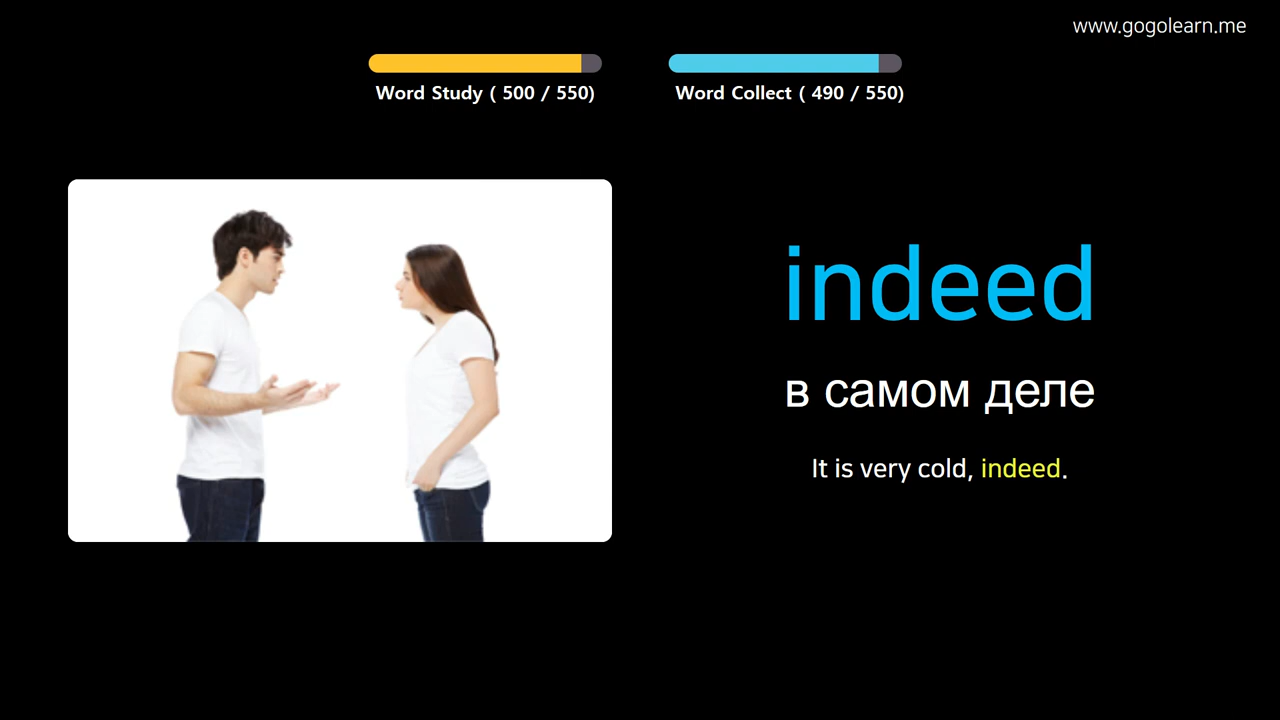 www.gogolearn.me
Word Study ( 500 / 550)
Word Collect ( 490 / 550)
indeed
в самом деле
It is very cold, indeed.